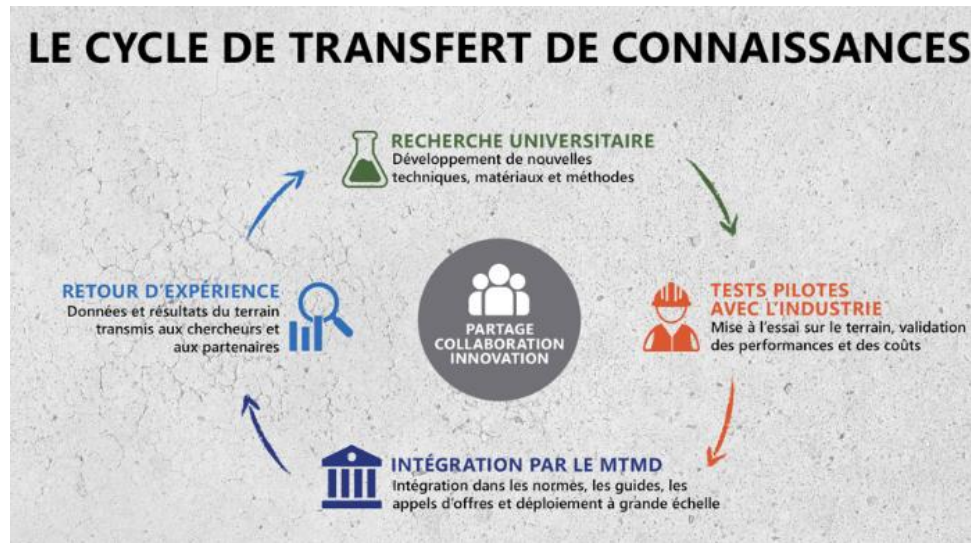 LE CYCLE DE TRANSFERT DE CONNAISSANCES
RECHERCHE UNIVERSITAIRE
Développement de nouvelles
techniques, matériaux et méthodes
TESTS PILOTES
AVEC L'INDUSTRIE
Mise à l'essai sur le terrain, validation
des performances et des coûts
INTÉGRATION PAR LE MTMD
Intégration dans les normes, les guides, les
appels d'offres et déploiement à grande échelle
RETOUR D'EXPÉRIENCE
Données et résultats du terrain
transmis aux chercheurs et
aux partenaires
PARTAGE
COLLABORATION
INNOVATION